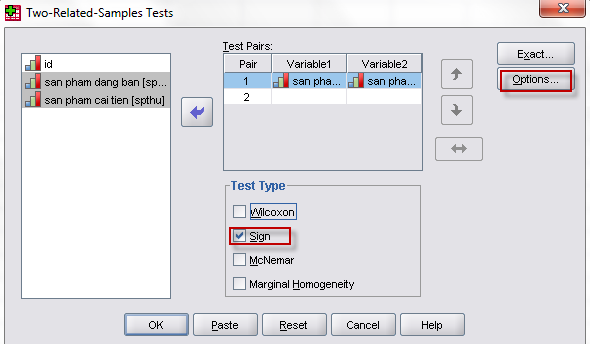 Two-Related-Samples Tests
id
san pham dang ban [sp...
san pham cai tien [spthu]
Test Pairs:
Pair Variable1 Variable2
1 san pha... san pha...
2
Exact...
Options...
Test Type
Wilcoxon
Sign
McNemar
Marginal Homogeneity
OK Paste Reset Cancel Help